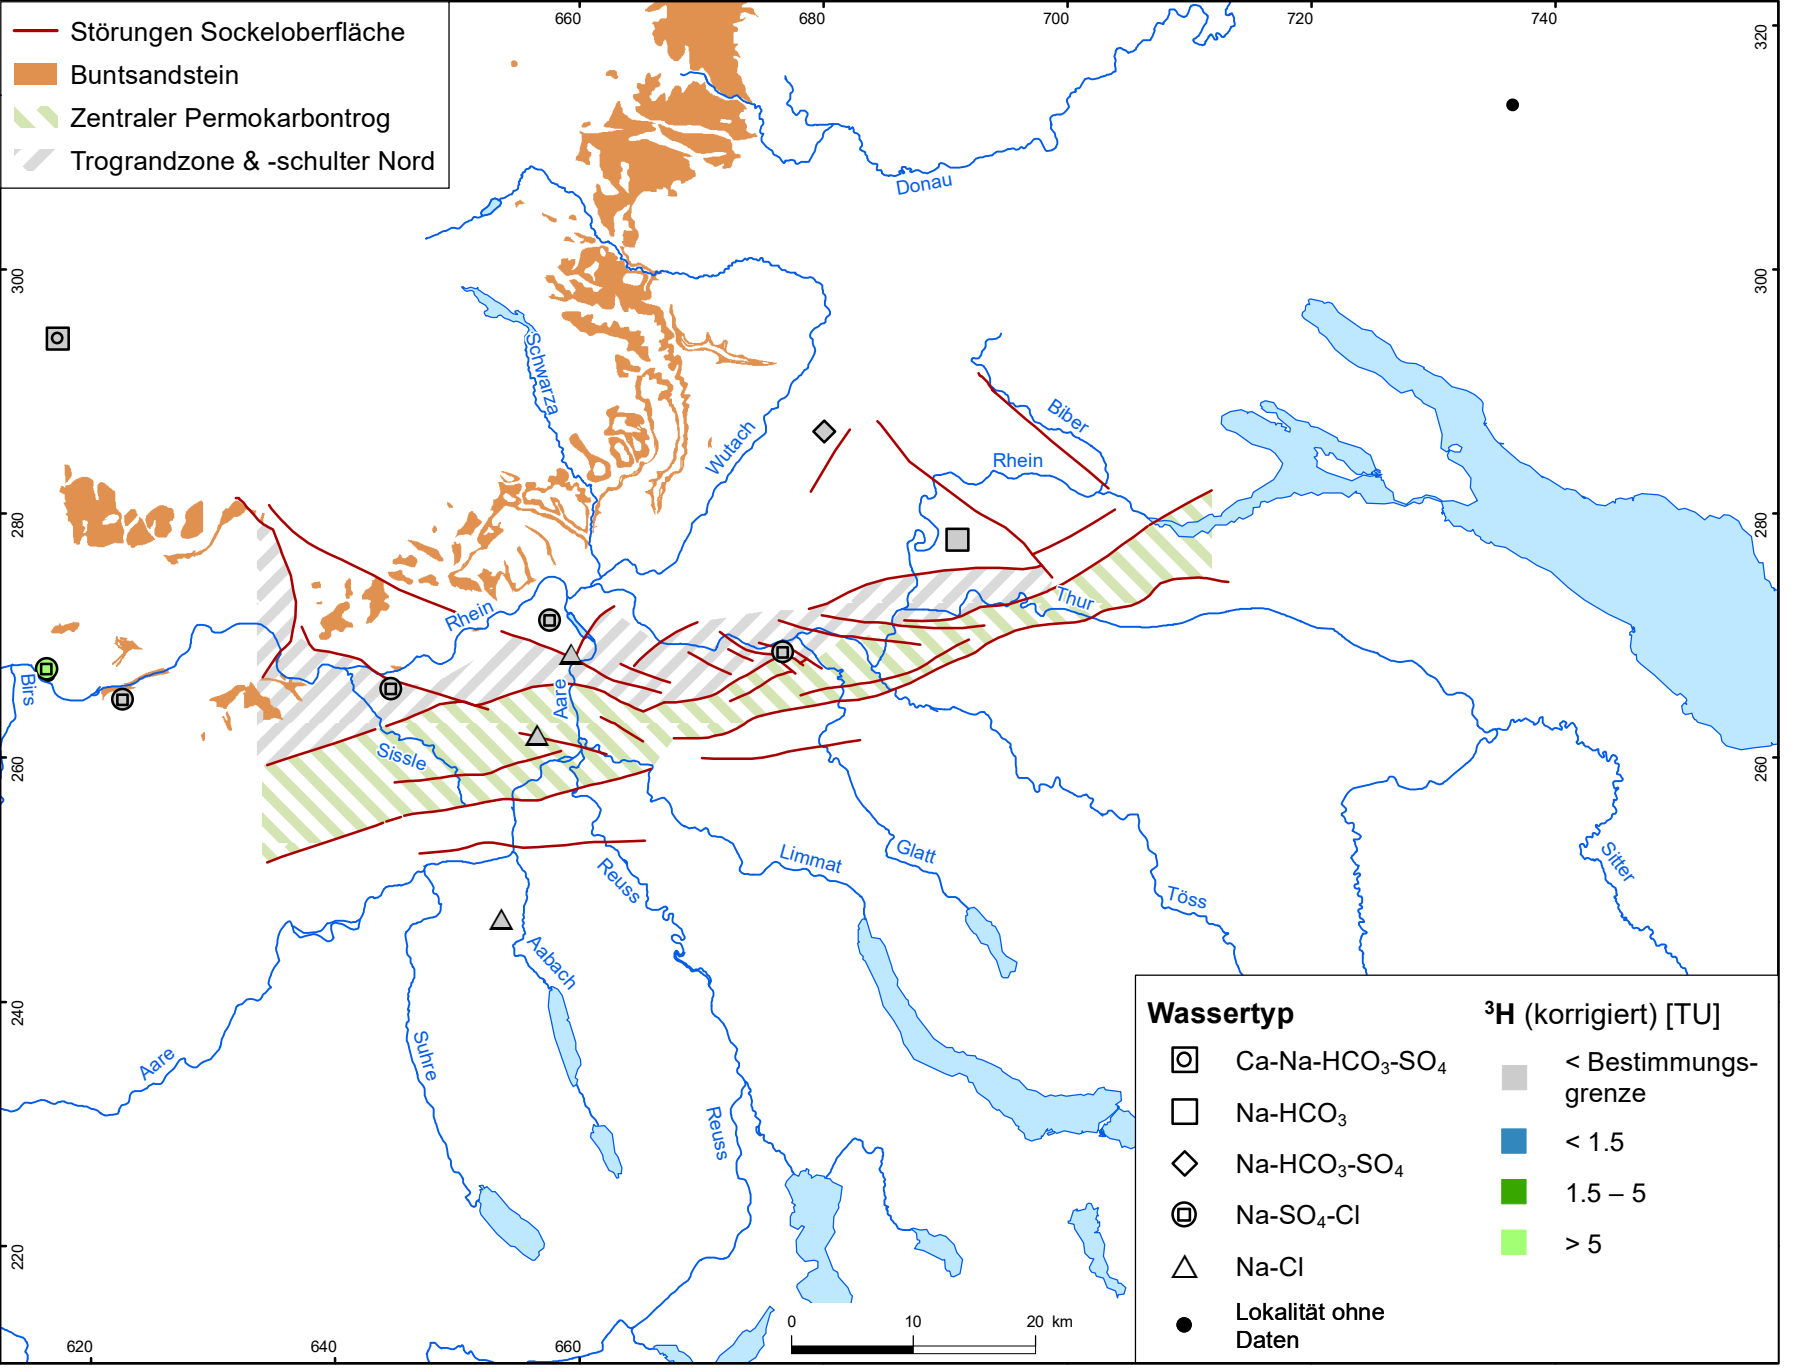 660
680
700
720
740
320
Störungen Sockeloberfläche
Buntsandstein
Zentraler Permokarbontrog
Trograndzone & -schulter Nord
Donau
300
300
Schwarza
Wutach
Biber
Rhein
280
280
Rhein
Thur
Birs
Aare
Sissle
260
260
Limmat
Glatt
Reuss
Töss
Sitter
Aabach
240
Aare
Suhre
Reuss
220
Wassertyp
Ca-Na-HCO₃-SO₄
Na-HCO₃
Na-HCO₃-SO₄
Na-SO₄-Cl
Na-Cl
Lokalität ohne
Daten
³H (korrigiert) [TU]
< Bestimmungs-
grenze
< 1.5
1.5 – 5
> 5
0 10 20 km
620
640
660